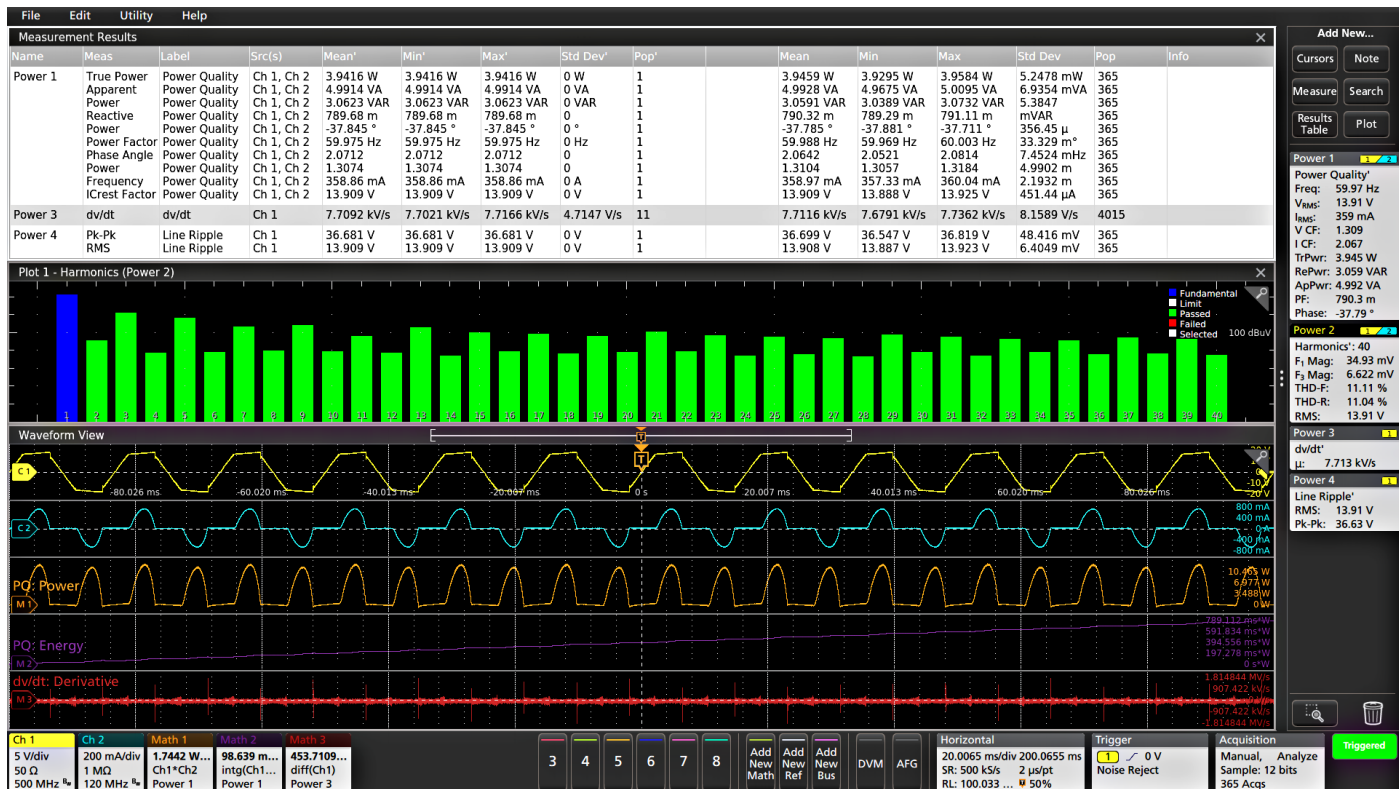 File Edit Utility Help
Measurement Results
Name Meas Label Src(s) Mean' Min' Max' Std Dev' Pop' Mean Min Max Std Dev Pop Info
Power 1 True Power Power Quality Ch 1, Ch 2 3.9416 W 3.9416 W 3.9416 W 0 W 1 3.9459 W 3.9295 W 3.9584 W 5.2478 mW 365
Apparent Power Quality Ch 1, Ch 2 4.9914 VA 4.9914 VA 4.9914 VA 0 VA 1 4.9928 VA 4.9675 VA 5.0095 VA 6.9354 mVA 365
Power Power Quality Ch 1, Ch 2 3.0623 VAR 3.0623 VAR 3.0623 VAR 0 VAR 1 3.0591 VAR 3.0389 VAR 3.0732 VAR 5.3847 365
Reactive Power Quality Ch 1, Ch 2 789.68 m 789.68 m 789.68 m 0 1 790.32 m 789.29 m 791.11 m mVAR 365
Power Power Quality Ch 1, Ch 2 -37.845 ° -37.845 ° -37.845 ° 0 ° 1 -37.785 ° -37.881 ° -37.711 ° 356.45 µ 365
Power Factor Power Quality Ch 1, Ch 2 59.975 Hz 59.975 Hz 59.975 Hz 0 Hz 1 59.988 Hz 59.969 Hz 60.003 Hz 33.329 m° 365
Phase Angle Power Quality Ch 1, Ch 2 2.0712 2.0712 2.0712 0 1 2.0642 2.0521 2.0814 7.4524 mHz 365
Power Power Quality Ch 1, Ch 2 1.3074 1.3074 1.3074 0 1 1.3104 1.3057 1.3184 4.9902 m 365
Frequency Power Quality Ch 1, Ch 2 358.86 mA 358.86 mA 358.86 mA 0 A 1 358.97 mA 357.33 mA 360.04 mA 2.1932 m 365
ICrest Factor Power Quality Ch 1, Ch 2 13.909 V 13.909 V 13.909 V 0 V 1 13.909 V 13.888 V 13.925 V 451.44 µA 365
Power 3 dv/dt dv/dt Ch 1 7.7092 kV/s 7.7021 kV/s 7.7166 kV/s 4.7147 V/s 11 7.7116 kV/s 7.6791 kV/s 7.7362 kV/s 8.1589 V/s 4015
Power 4 Pk-Pk Line Ripple Ch 1 36.681 V 36.681 V 36.681 V 0 V 1 36.699 V 36.547 V 36.819 V 48.416 mV 365
RMS Line Ripple Ch 1 13.909 V 13.909 V 13.909 V 0 V 1 13.908 V 13.887 V 13.923 V 6.4049 mV 365
Plot 1 - Harmonics (Power 2)
Fundamental
Limit
Passed
Failed
Selected
100 dBuV
1 2 3 4 5 6 7 8 9 10 11 12 13 14 15 16 17 18 19 20 21 22 23 24 25 26 27 28 29 30 31 32 33 34 35 36 37 38 39 40
Waveform View
T
T
C 1
-10
-20 V
-80.026 ms -60.020 ms -40.013 ms -20.007 ms 0 s 20.007 ms 40.013 ms 60.020 ms 80.026 ms
C 2
800 mA
400 mA
0 A
-400 mA
-800 mA
PQ: Power
M 1
10.465 W
6.977 W
3.488 W
0 W
PQ: Energy
M 2
789.112 ms*W
591.834 ms*W
394.556 ms*W
197.278 ms*W
0 s*W
dv/dt: Derivative
M 3
1.814844 MV/s
907.422 kV/s
-907.422 kV/s
-1.814844 MV/s
Ch 1
5 V/div
50 Ω
500 MHz
Ch 2
200 mA/div
1 MΩ
120 MHz
Math 1
1.7442 W...
Ch1*Ch2
Power 1
Math 2
98.639 m...
intg(Ch1...
Power 1
Math 3
453.7109...
diff(Ch1)
Power 3
3 4 5 6 7 8
Add New Math
Add New Ref
Add New Bus
DVM
AFG
Horizontal
20.0065 ms/div 200.0655 ms
SR: 500 kS/s 2 µs/pt
RL: 100.033 ... 50%
Trigger
1 0 V
Noise Reject
Acquisition
Manual, Analyze
Sample: 12 bits
365 Acqs
Triggered
Add New...
Cursors Note
Measure Search
Results Table Plot
Power 1 1 2
Power Quality'
Freq: 59.97 Hz
VRMS: 13.91 V
IRMS: 359 mA
V CF: 1.309
I CF: 2.067
TrPwr: 3.945 W
RePwr: 3.059 VAR
ApPwr: 4.992 VA
PF: 790.3 m
Phase: -37.79 °
Power 2 1 2
Harmonics': 40
F1 Mag: 34.93 mV
F3 Mag: 6.622 mV
THD-F: 11.11 %
THD-R: 11.04 %
RMS: 13.91 V
Power 3 1
dv/dt'
µ: 7.713 kV/s
Power 4 1
Line Ripple'
RMS: 13.91 V
Pk-Pk: 36.63 V